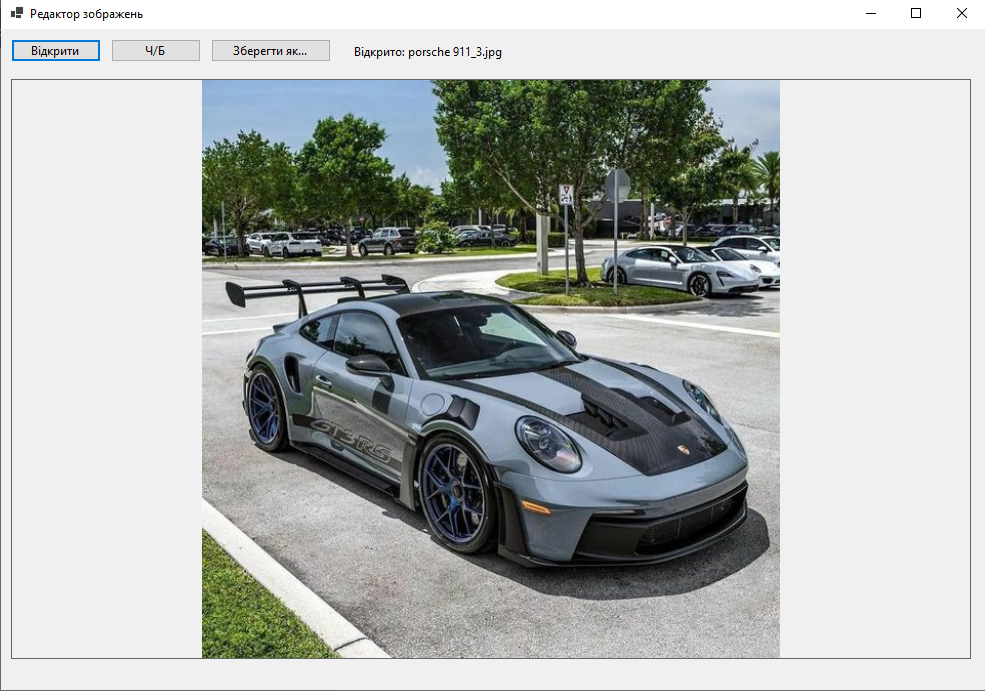 Редактор зображень
Відкрити
Ч/Б
Зберегти як...
Відкрито: porsche 911_3.jpg
GT3RS